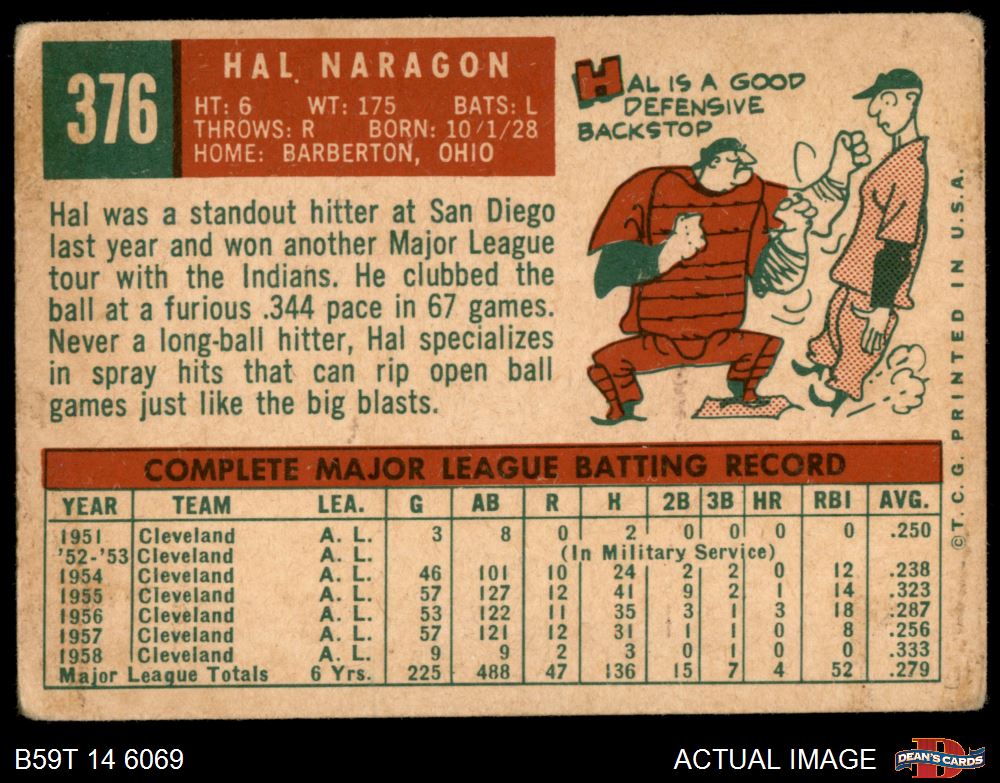 376
HAL NARAGON
HT: 6 WT: 175 BATS: L
THROWS: R BORN: 10/1/28
HOME: BARBERTON, OHIO
HAL IS A GOOD
DEFENSIVE
BACKSTOP
Hal was a standout hitter at San Diego
last year and won another Major League
tour with the Indians. He clubbed the
ball at a furious .344 pace in 67 games.
Never a long-ball hitter, Hal specializes
in spray hits that can rip open ball
games just like the big blasts.
COMPLETE MAJOR LEAGUE BATTING RECORD
YEAR TEAM LEA. G AB R H 2B 3B HR RBI AVG.
1951 Cleveland A. L. 3 8 0 2 0 0 0 0 .250
'52-'53 Cleveland (In Military Service)
1954 Cleveland A. L. 46 101 10 24 2 2 0 12 .238
1955 Cleveland A. L. 57 127 12 41 9 2 1 14 .323
1956 Cleveland A. L. 53 122 11 35 3 1 3 18 .287
1957 Cleveland A. L. 57 121 12 31 1 1 0 8 .256
1958 Cleveland A. L. 9 9 2 3 0 1 0 0 .333
Major League Totals 6 Yrs. 225 488 47 136 15 7 4 52 .279
©T. C. G. PRINTED IN U.S.A.
B59T 14 6069
ACTUAL IMAGE
D
DEAN'S CARDS